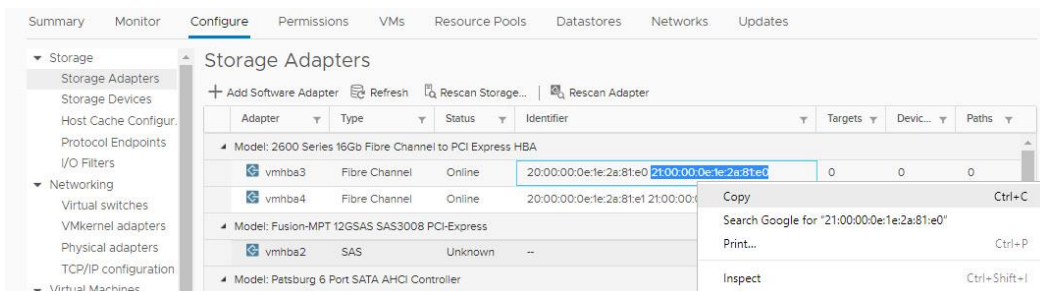 Summary Monitor Configure Permissions VMs Resource Pools Datastores Networks Updates
Storage
Storage Adapters
Storage Devices
Host Cache Configur.
Protocol Endpoints
I/O Filters
Networking
Virtual switches
VMkernel adapters
Physical adapters
TCP/IP configuration
Virtual Machines
Storage Adapters
+ Add Software Adapter Refresh Rescan Storage... Rescan Adapter
Adapter Type Status Identifier Targets Devic... Paths
Model: 2600 Series 16Gb Fibre Channel to PCI Express HBA
vmhba3 Fibre Channel Online 20:00:00:0e:1e:2a:81:e0 21:00:00:0e:1e:2a:81:e0 0 0 0
vmhba4 Fibre Channel Online 20:00:00:0e:1e:2a:81:e1 21:00:00:
Model: Fusion-MPT 12GSAS SAS3008 PCI-Express
vmhba2 SAS Unknown --
Model: Patsburg 6 Port SATA AHCI Controller
Copy Ctrl+C
Search Google for "21:00:00:0e:1e:2a:81:e0"
Print... Ctrl+P
Inspect Ctrl+Shift+I